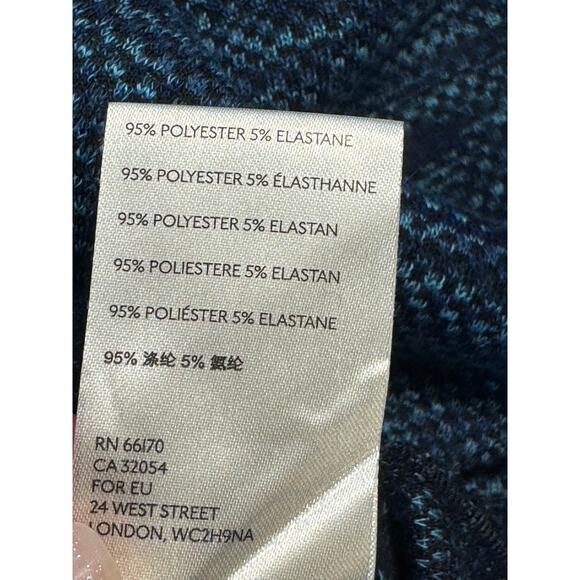 95% POLYESTER 5% ELASTANE
95% POLYESTER 5% ÉLASTHANNE
95% POLYESTER 5% ELASTAN
95% POLIESTERE 5% ELASTAN
95% POLIÉSTER 5% ELASTANE
95% 涤纶 5% 氨纶
RN 66170
CA 32054
FOR EU
24 WEST STREET
LONDON, WC2H9NA